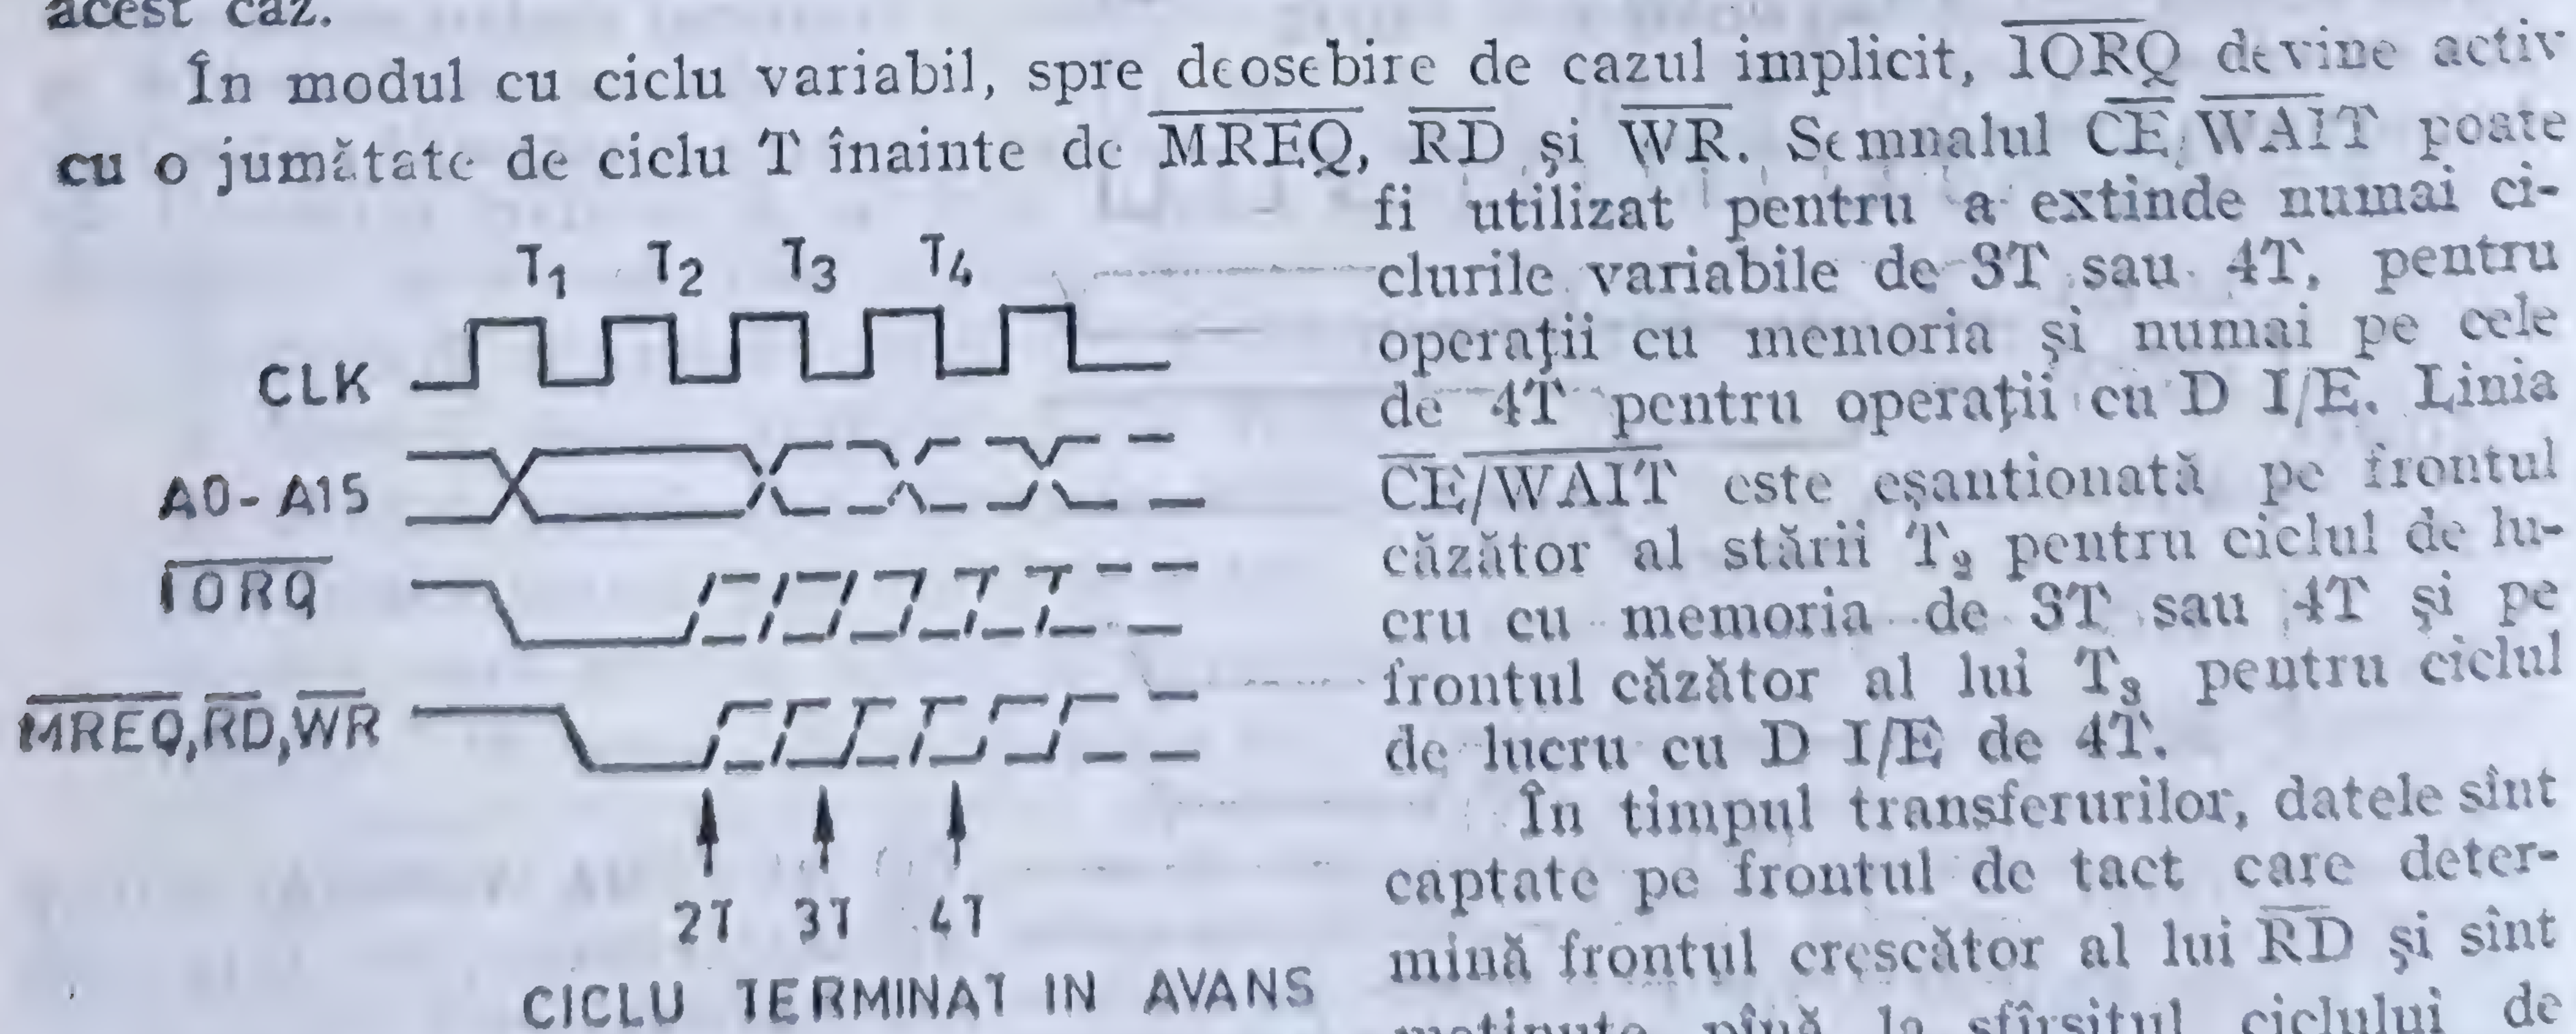 acest caz.
În modul cu ciclu variabil, spre deosebire de cazul implicit, IORQ devine activ
cu o jumătate de ciclu T înainte de MREQ, RD și WR. Semnalul CE/WAIT poate
fi utilizat pentru a extinde numai ci-
clurile variabile de 3T sau 4T, pentru
operații cu memoria și numai pe cele
de 4T pentru operații cu D I/E. Linia
CE/WAIT este eșantionată pe frontul
căzător al stării T₂ pentru ciclul de lu-
cru cu memoria de 3T sau 4T și pe
frontul căzător al lui T₃ pentru ciclul
de lucru cu D I/E de 4T.
În timpul transferurilor, datele sînt
captate pe frontul de tact care deter-
mină frontul crescător al lui RD și sînt
pînă la sfîrșitul ciclului de
T₁ T₂ T₃ T₄
CLK
A0-A15
IORQ
MREQ,RD,WR
2T 3T 4T
CICLU TERMINAT IN AVANS